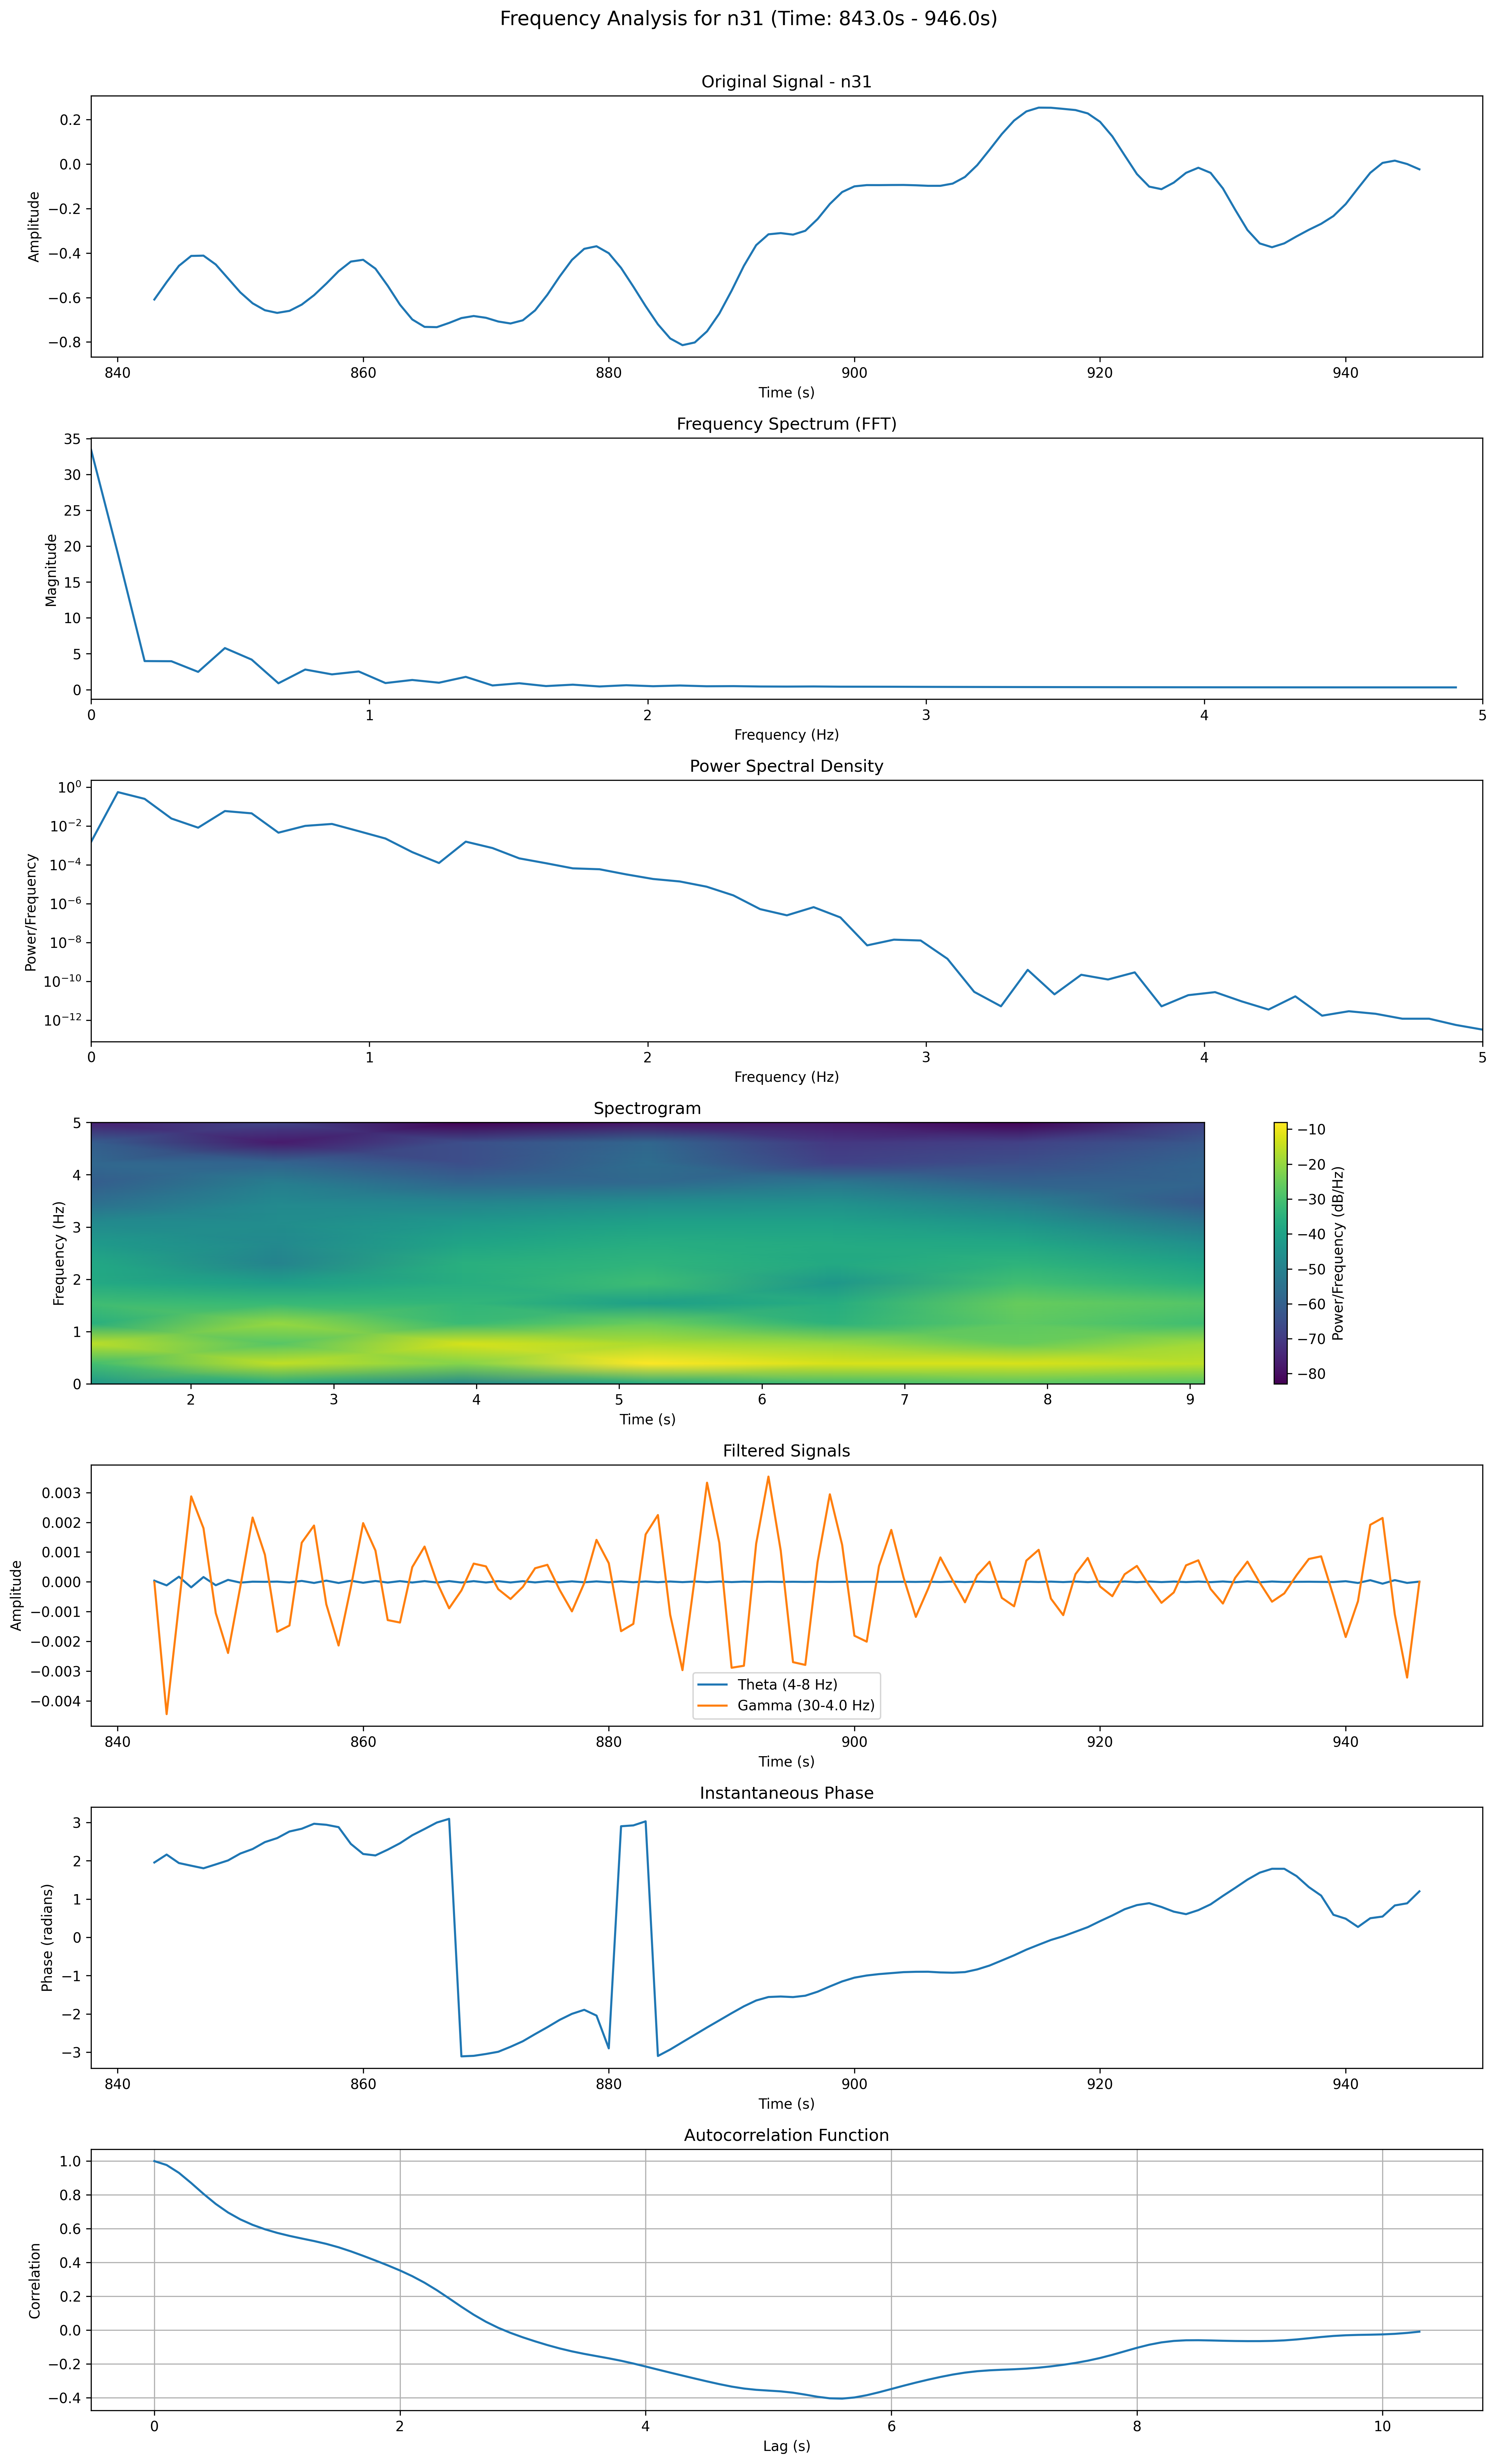 Frequency Analysis for n31 (Time: 843.0s - 946.0s)
Original Signal - n31
Amplitude
0.2
0.0
−0.2
−0.4
−0.6
−0.8
840 860 880 900 920 940
Time (s)
Frequency Spectrum (FFT)
Magnitude
35
30
25
20
15
10
5
0
0 1 2 3 4 5
Frequency (Hz)
Power Spectral Density
Power/Frequency
10⁰
10⁻²
10⁻⁴
10⁻⁶
10⁻⁸
10⁻¹⁰
10⁻¹²
0 1 2 3 4 5
Frequency (Hz)
Spectrogram
Frequency (Hz)
5
4
3
2
1
0
2 3 4 5 6 7 8 9
Time (s)
−10
−20
−30
−40
−50
−60
−70
−80
Power/Frequency (dB/Hz)
Filtered Signals
Amplitude
0.003
0.002
0.001
0.000
−0.001
−0.002
−0.003
−0.004
Theta (4-8 Hz)
Gamma (30-4.0 Hz)
840 860 880 900 920 940
Time (s)
Instantaneous Phase
Phase (radians)
3
2
1
0
−1
−2
−3
840 860 880 900 920 940
Time (s)
Autocorrelation Function
Correlation
1.0
0.8
0.6
0.4
0.2
0.0
−0.2
−0.4
0 2 4 6 8 10
Lag (s)